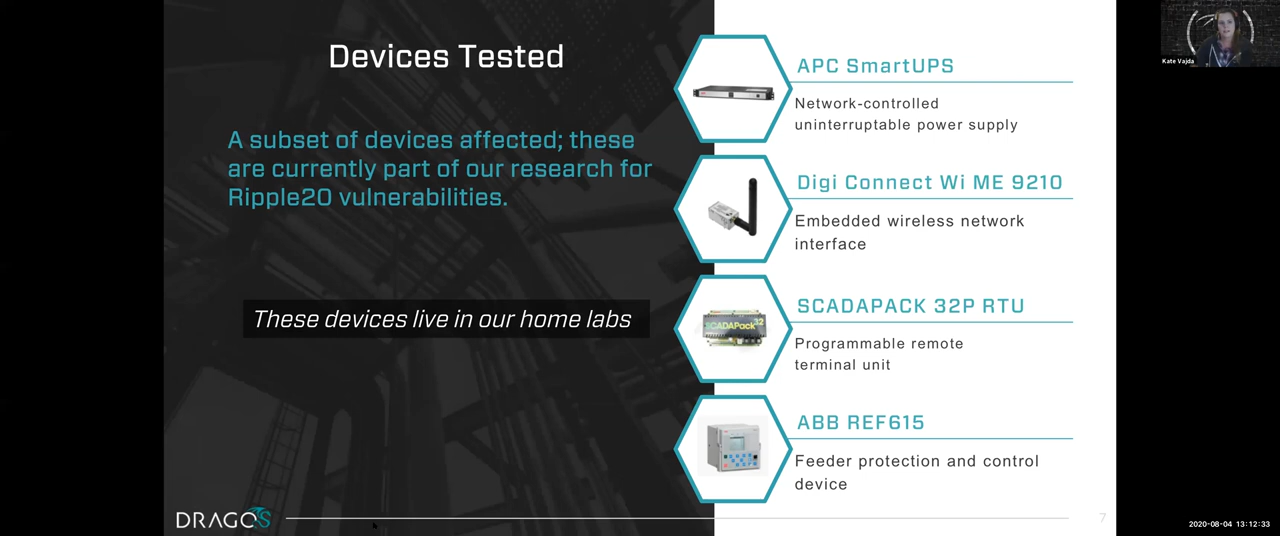 Devices Tested
A subset of devices affected; these
are currently part of our research for
Ripple20 vulnerabilities.
These devices live in our home labs
APC SmartUPS
Network-controlled
uninterruptable power supply
Digi Connect Wi ME 9210
Embedded wireless network
interface
SCADAPACK 32P RTU
SCADAPack 32
Programmable remote
terminal unit
ABB REF615
Feeder protection and control
device
DRAGOS
7
Kate Vajda
2020-08-04 13:12:33